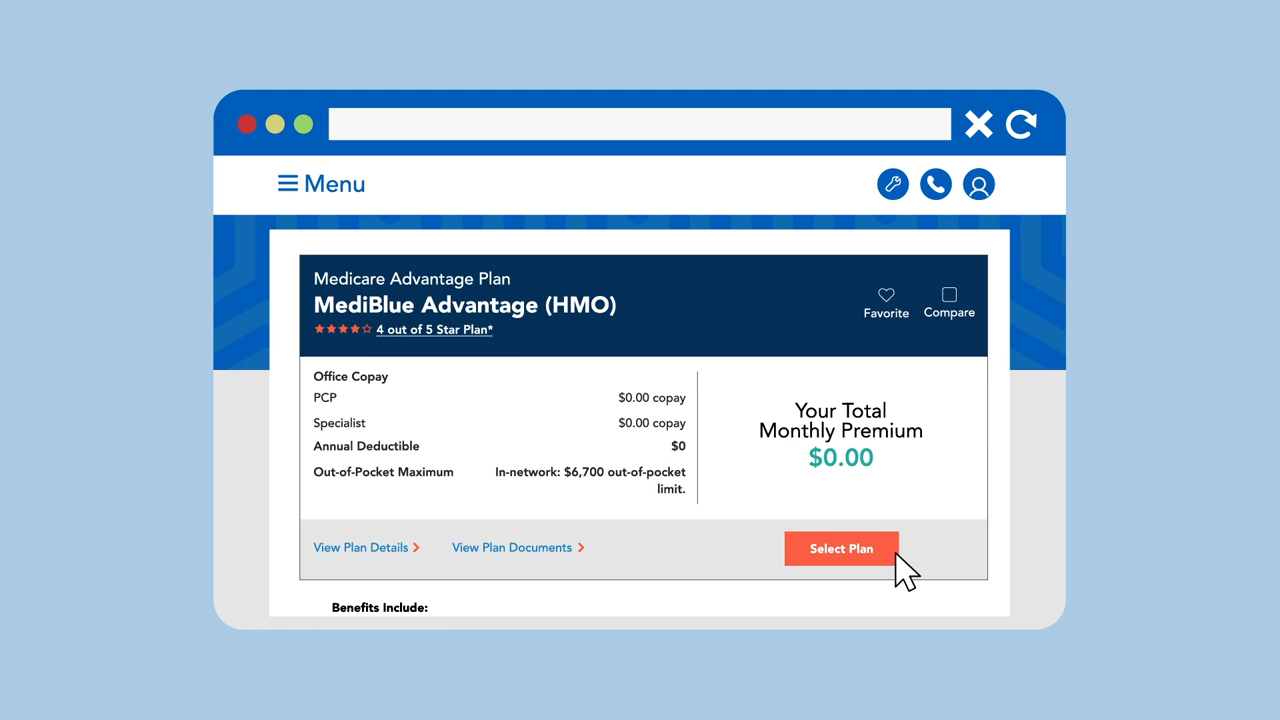 Menu
Medicare Advantage Plan
MediBlue Advantage (HMO)
4 out of 5 Star Plan*
Favorite
Compare
Office Copay
PCP
$0.00 copay
Specialist
$0.00 copay
Annual Deductible
$0
Out-of-Pocket Maximum
In-network: $6,700 out-of-pocket
limit.
Your Total
Monthly Premium
$0.00
View Plan Details
View Plan Documents
Select Plan
Benefits Include: